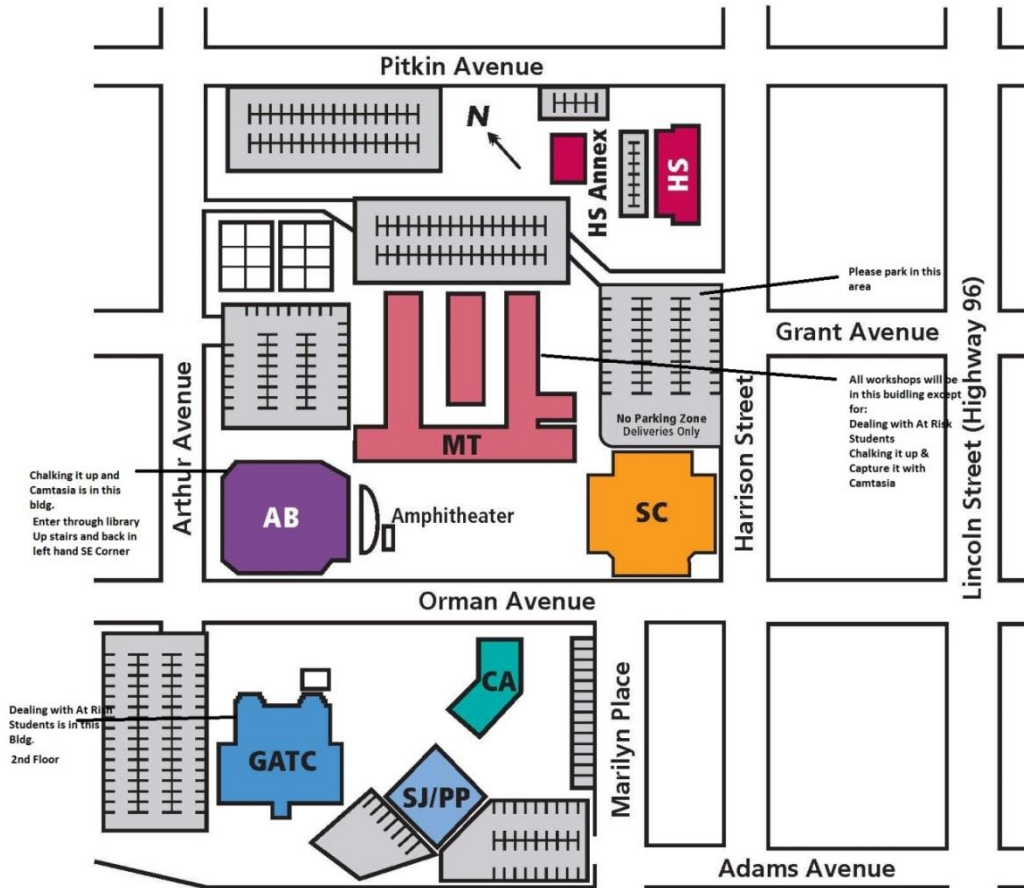 Pitkin Avenue
N
HS Annex
HS
Please park in this
area
Grant Avenue
Lincoln Street (Highway 96)
Arthur Avenue
Harrison Street
All workshops will be
in this buidling except
for:
Dealing with At Risk
Students
Chalking it up &
Capture it with
Camtasia
No Parking Zone
Deliveries Only
MT
Chalking it up and
Camtasia is in this
bldg.
Enter through library
Up stairs and back in
left hand SE Corner
AB
Amphitheater
SC
Orman Avenue
CA
Marilyn Place
Dealing with At Risk
Students is in this
Bldg.
2nd Floor
GATC
SJ/PP
Adams Avenue